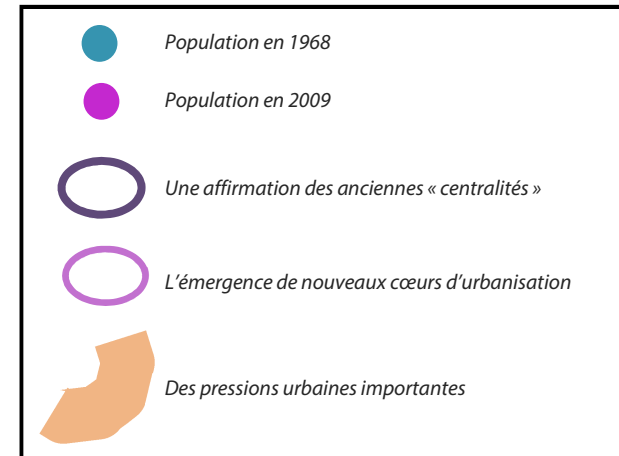 Population en 1968
Population en 2009
Une affirmation des anciennes « centralités »
L'émergence de nouveaux cœurs d'urbanisation
Des pressions urbaines importantes